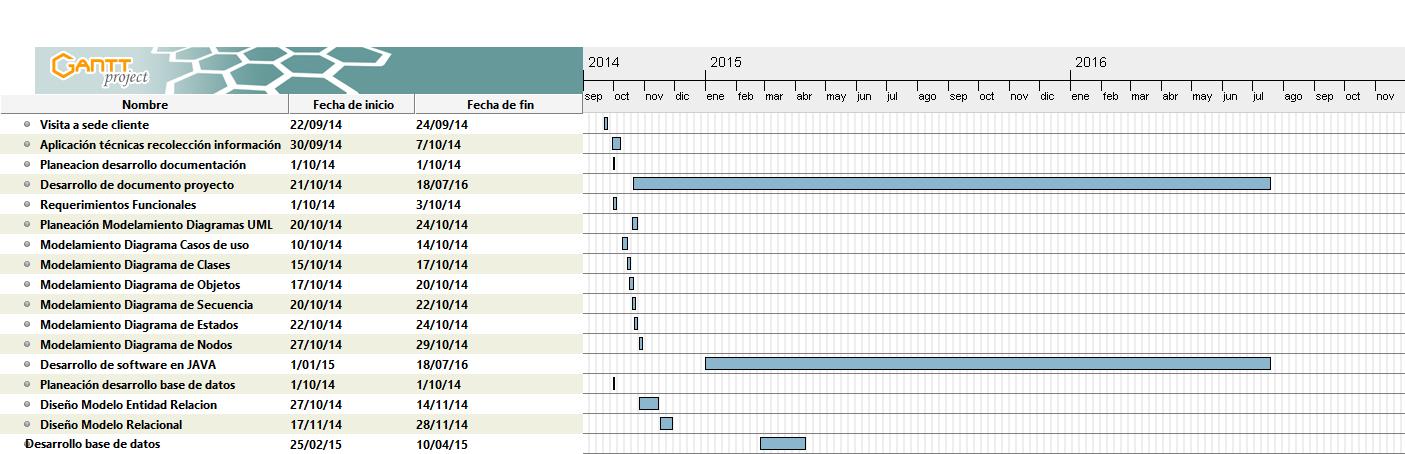 GANTT
project
2014 2015 2016
sep oct nov dic ene feb mar abr may jun jul ago sep oct nov dic ene feb mar abr may jun jul ago sep oct nov
Nombre Fecha de inicio Fecha de fin
Visita a sede cliente 22/09/14 24/09/14
Aplicación técnicas recolección información 30/09/14 7/10/14
Planeacion desarrollo documentación 1/10/14 1/10/14
Desarrollo de documento proyecto 21/10/14 18/07/16
Requerimientos Funcionales 1/10/14 3/10/14
Planeación Modelamiento Diagramas UML 20/10/14 24/10/14
Modelamiento Diagrama Casos de uso 10/10/14 14/10/14
Modelamiento Diagrama de Clases 15/10/14 17/10/14
Modelamiento Diagrama de Objetos 17/10/14 20/10/14
Modelamiento Diagrama de Secuencia 20/10/14 22/10/14
Modelamiento Diagrama de Estados 22/10/14 24/10/14
Modelamiento Diagrama de Nodos 27/10/14 29/10/14
Desarrollo de software en JAVA 1/01/15 18/07/16
Planeación desarrollo base de datos 1/10/14 1/10/14
Diseño Modelo Entidad Relacion 27/10/14 14/11/14
Diseño Modelo Relacional 17/11/14 28/11/14
Desarrollo base de datos 25/02/15 10/04/15